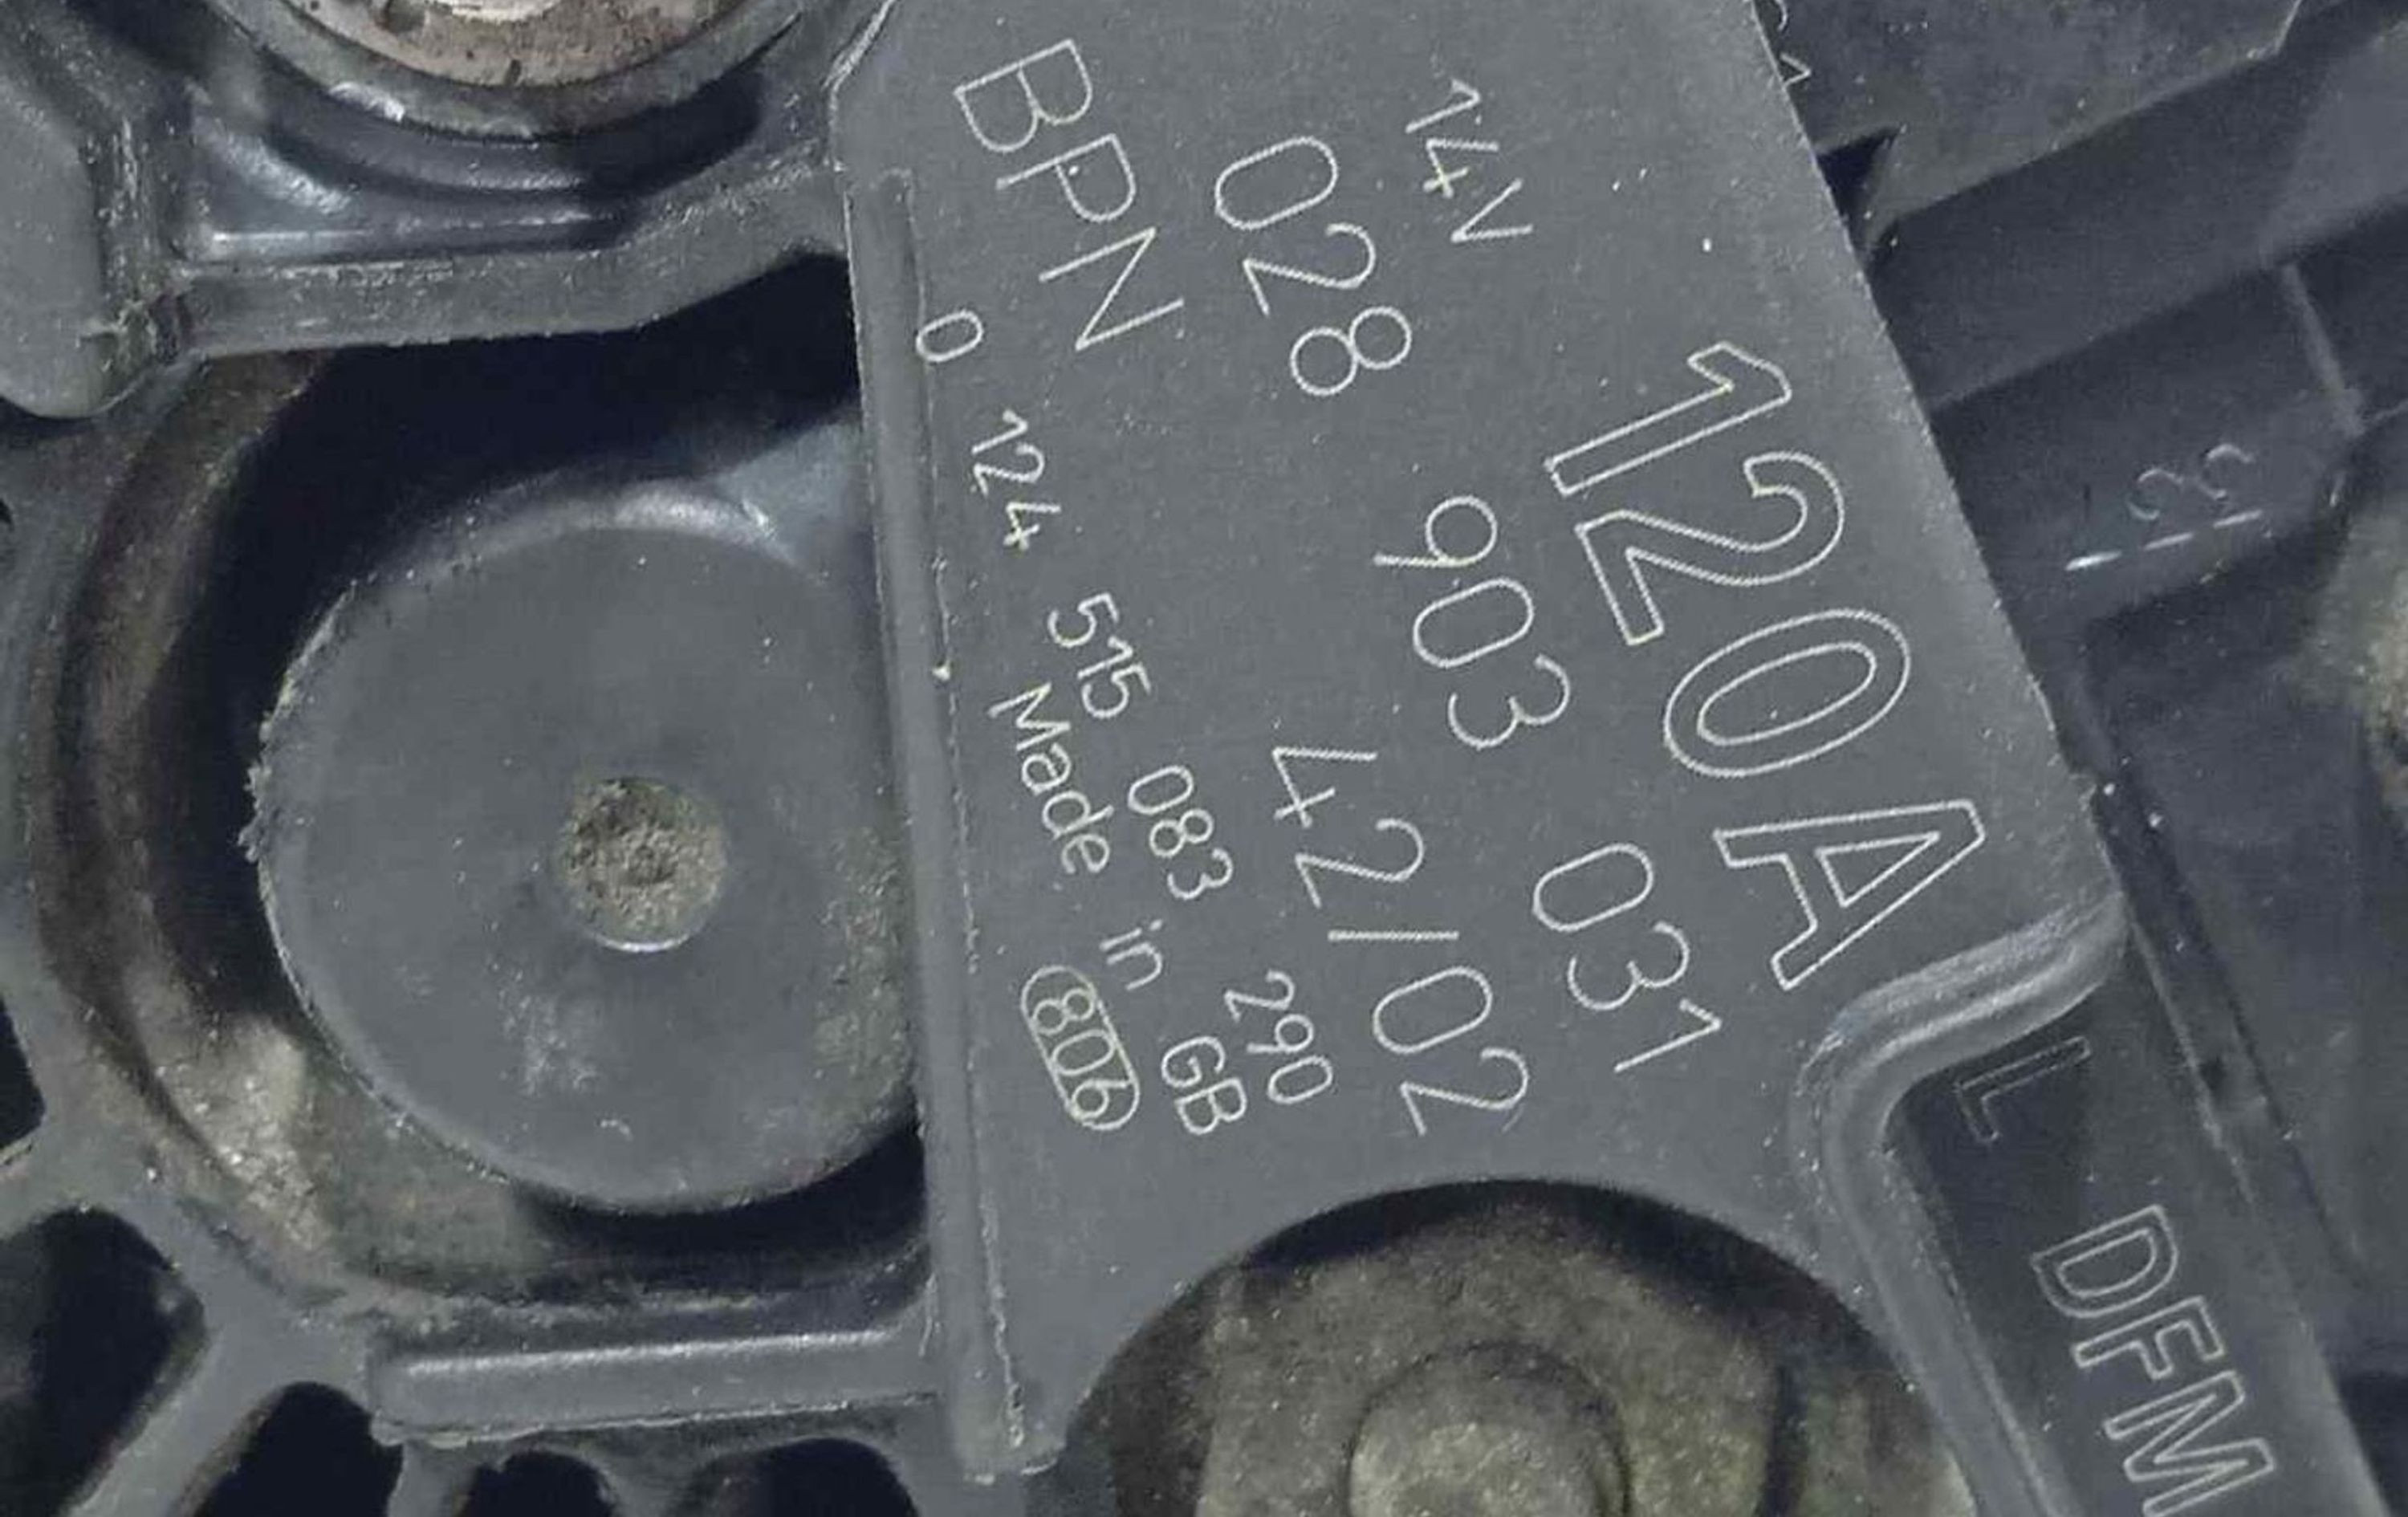 14V 120A
028 903 031
BPN 42/02
0 124 515 083 290
Made in GB
806
L DFM